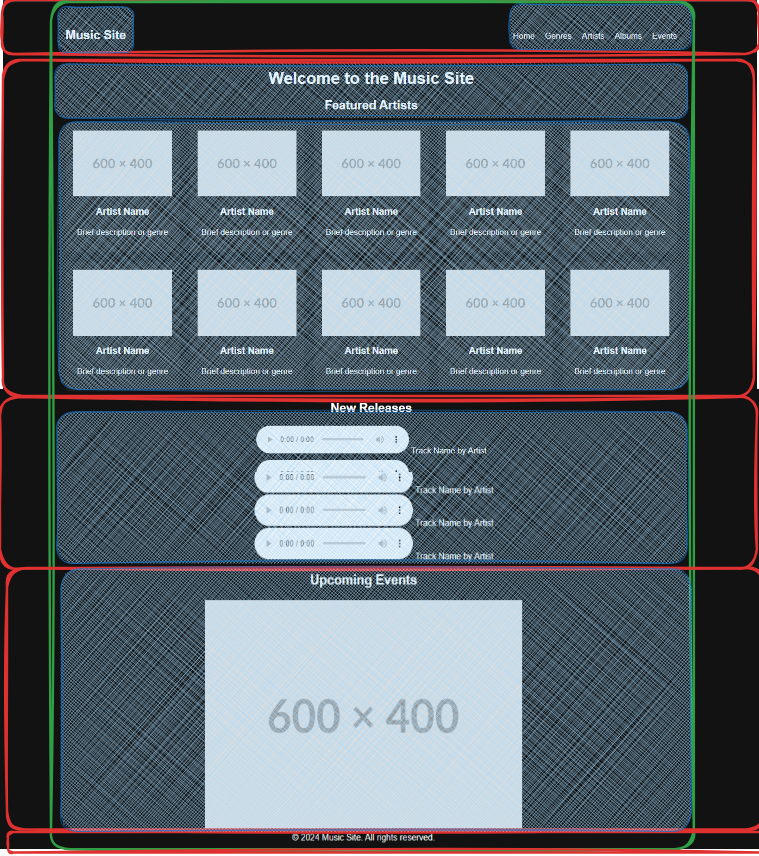 Music Site
Home Genres Artists Albums Events
Welcome to the Music Site
Featured Artists
600 × 400 600 × 400 600 × 400 600 × 400 600 × 400
Artist Name Artist Name Artist Name Artist Name Artist Name
Brief description or genre Brief description or genre Brief description or genre Brief description or genre Brief description or genre
600 × 400 600 × 400 600 × 400 600 × 400 600 × 400
Artist Name Artist Name Artist Name Artist Name Artist Name
Brief description or genre Brief description or genre Brief description or genre Brief description or genre Brief description or genre
New Releases
0:00 / 0:00 Track Name by Artist
0:00 / 0:00 Track Name by Artist
0:00 / 0:00 Track Name by Artist
0:00 / 0:00 Track Name by Artist
Upcoming Events
600 × 400
© 2024 Music Site. All rights reserved.